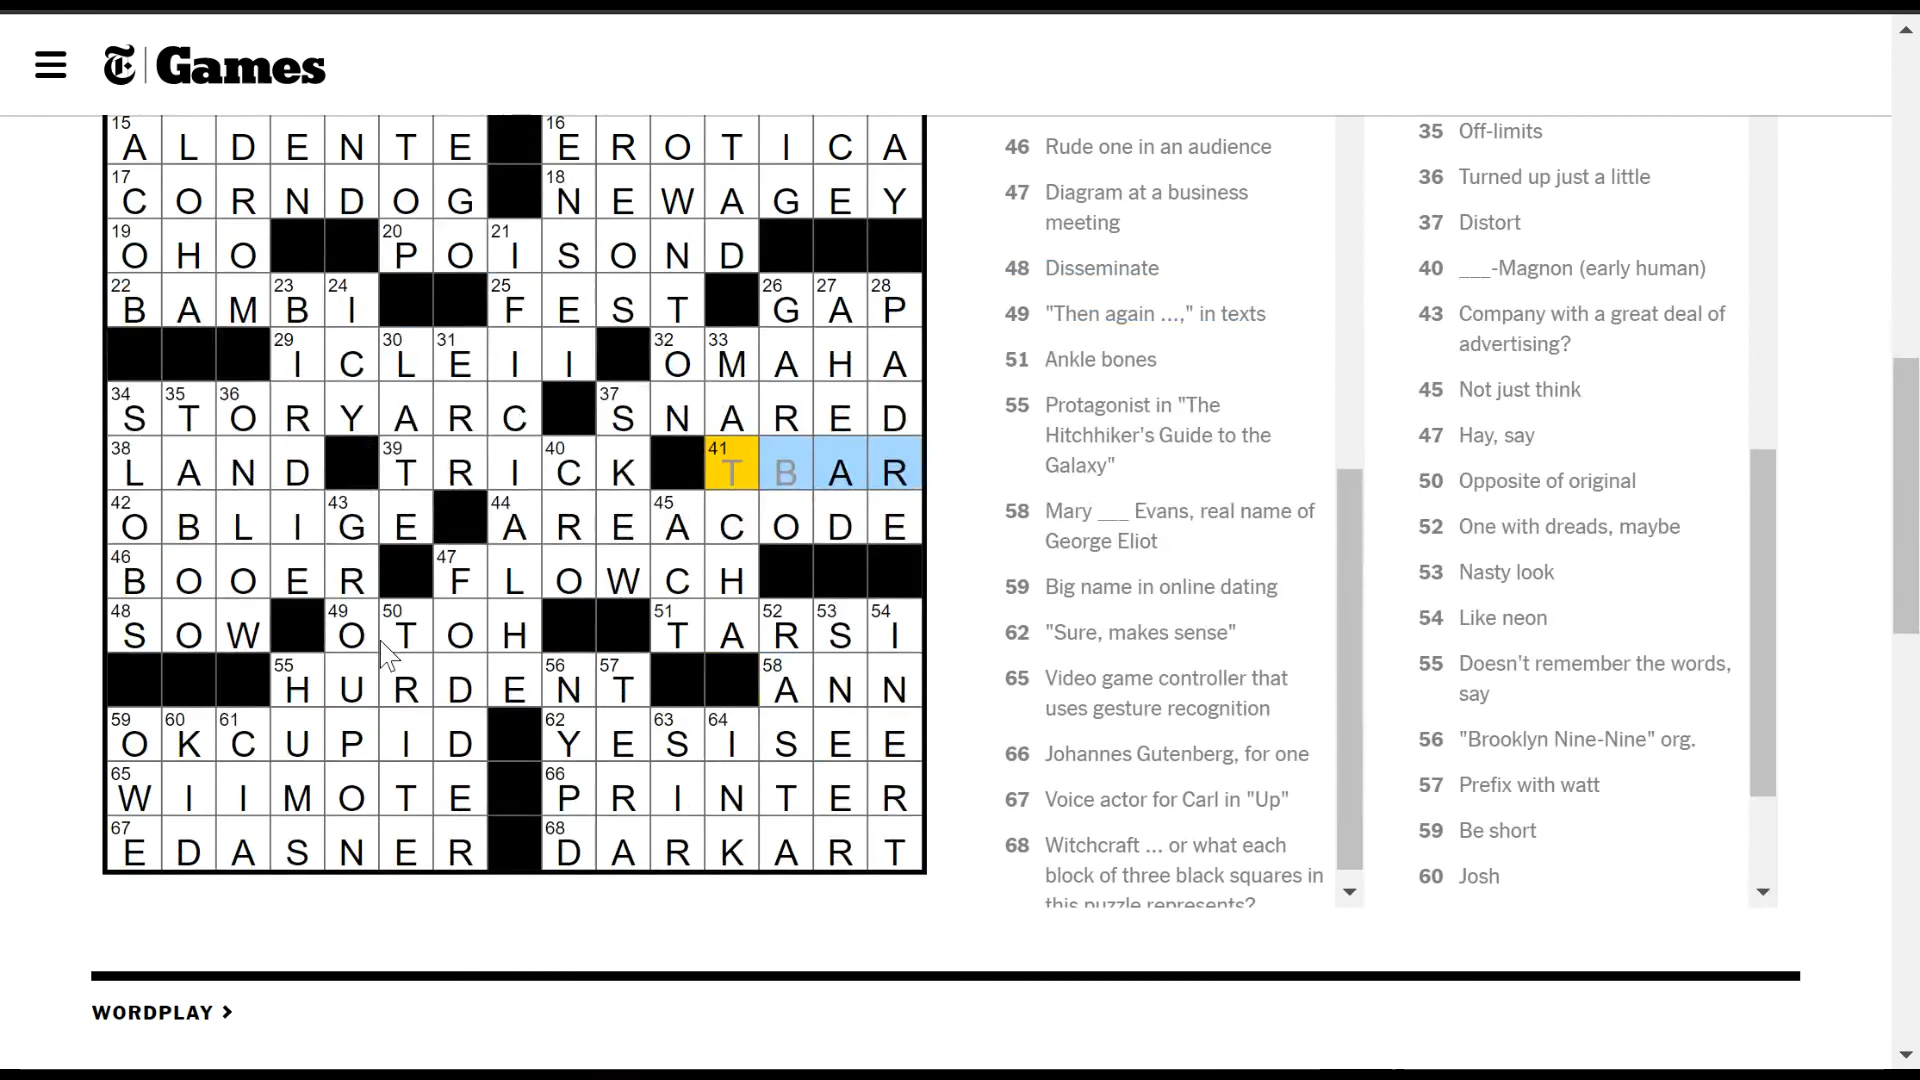 Games
15 16
A L D E N T E E R O T I C A
17 18
C O R N D O G N E W A G E Y
19 20 21
O H O P O I S O N D
22 23 24 25 26 27 28
B A M B I F E S T G A P
29 30 31 32 33
I C L E I I O M A H A
34 35 36 37
S T O R Y A R C S N A R E D
38 39 40 41
L A N D T R I C K T B A R
42 43 44 45
O B L I G E A R E A C O D E
46 47
B O O E R F L O W C H
48 49 50 51 52 53 54
S O W O T O H T A R S I
55 56 57 58
H U R D E N T A N N
59 60 61 62 63 64
O K C U P I D Y E S I S E E
65 66
W I I M O T E P R I N T E R
67 68
E D A S N E R D A R K A R T
46 Rude one in an audience
47 Diagram at a business
meeting
48 Disseminate
49 "Then again ...," in texts
51 Ankle bones
55 Protagonist in "The
Hitchhiker's Guide to the
Galaxy"
58 Mary ___ Evans, real name of
George Eliot
59 Big name in online dating
62 "Sure, makes sense"
65 Video game controller that
uses gesture recognition
66 Johannes Gutenberg, for one
67 Voice actor for Carl in "Up"
68 Witchcraft ... or what each
block of three black squares in
this puzzle represents?
35 Off-limits
36 Turned up just a little
37 Distort
40 ___-Magnon (early human)
43 Company with a great deal of
advertising?
45 Not just think
47 Hay, say
50 Opposite of original
52 One with dreads, maybe
53 Nasty look
54 Like neon
55 Doesn't remember the words,
say
56 "Brooklyn Nine-Nine" org.
57 Prefix with watt
59 Be short
60 Josh
WORDPLAY >